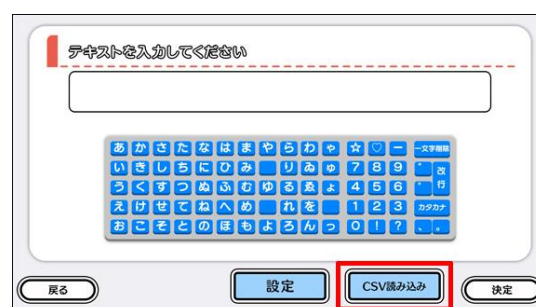 テキストを入力してください
あ か さ た な は ま や ら わ ゃ ☆ ♡ ー 一文字削除
い き し ち に ひ み り ゐ ゅ 7 8 9 ゛ 改行
う く す つ ぬ ふ む ゆ る ゑ ょ 4 5 6 ゜
え け せ て ね へ め れ を 1 2 3 カタカナ
お こ そ と の ほ も よ ろ ん っ 0 ! ? 、 。
戻る 設定 CSV読み込み 決定